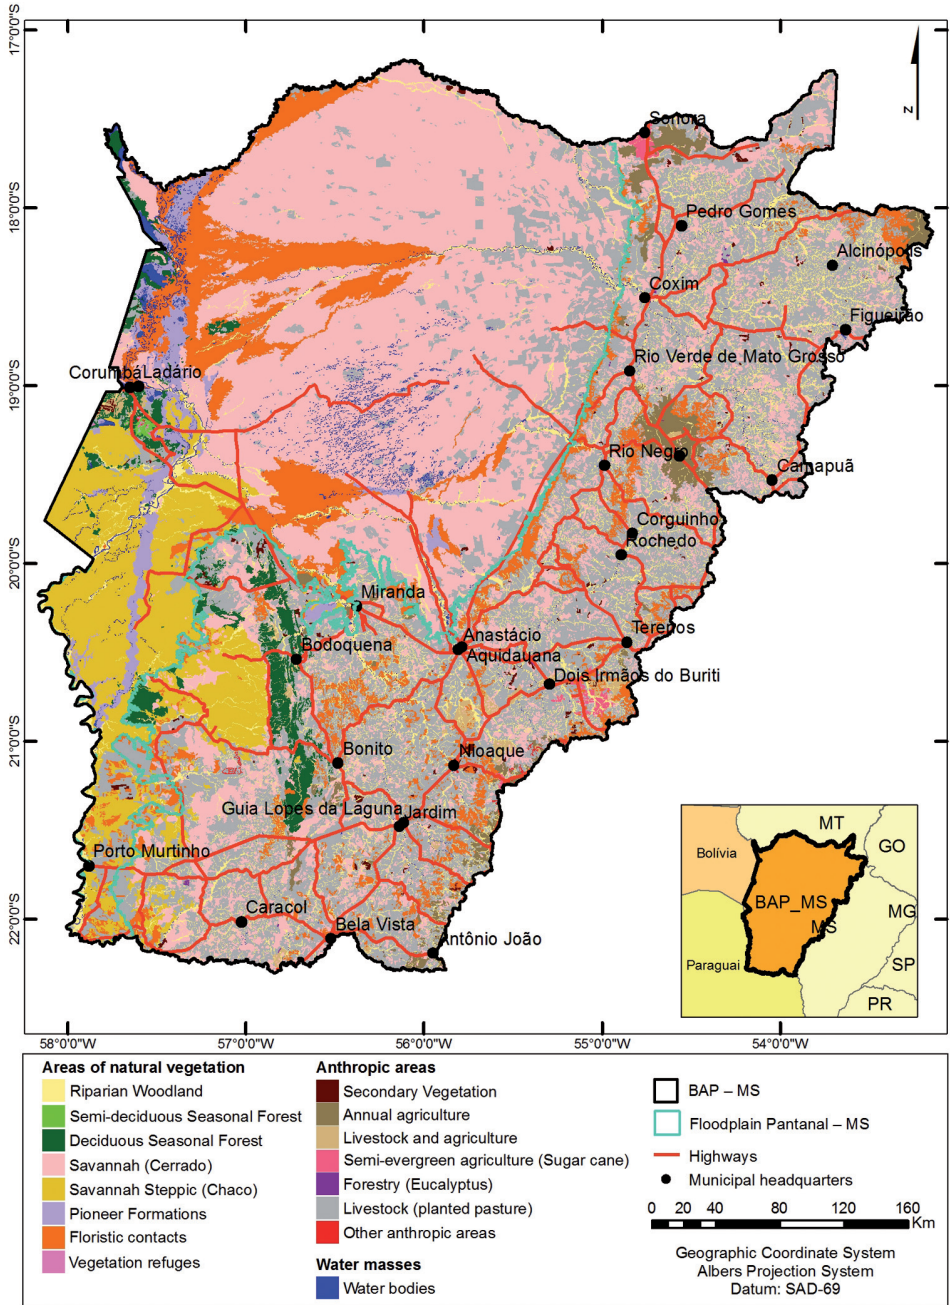 17°0'0"S
N
Sonora
18°0'0"S
Pedro Gomes
Alcinópolis
Coxim
Figueirão
Rio Verde de Mato Grosso
19°0'0"S
Corumbá
Ladário
Rio Negro
Camapuã
Corguinho
Rochedo
20°0'0"S
Miranda
Anastácio
Aquidauana
Terenos
Bodoquena
Dois Irmãos do Buriti
21°0'0"S
Bonito
Nioaque
Guia Lopes da Laguna
Jardim
Porto Murtinho
22°0'0"S
Caracol
Bela Vista
Antônio João
MT
Bolívia
GO
BAP_MS
MS
MG
Paraguai
SP
PR
58°0'0"W
57°0'0"W
56°0'0"W
55°0'0"W
54°0'0"W
Areas of natural vegetation
Riparian Woodland
Semi-deciduous Seasonal Forest
Deciduous Seasonal Forest
Savannah (Cerrado)
Savannah Steppic (Chaco)
Pioneer Formations
Floristic contacts
Vegetation refuges
Anthropic areas
Secondary Vegetation
Annual agriculture
Livestock and agriculture
Semi-evergreen agriculture (Sugar cane)
Forestry (Eucalyptus)
Livestock (planted pasture)
Other anthropic areas
Water masses
Water bodies
BAP – MS
Floodplain Pantanal – MS
Highways
Municipal headquarters
0 20 40 80 120 160
Km
Geographic Coordinate System
Albers Projection System
Datum: SAD-69